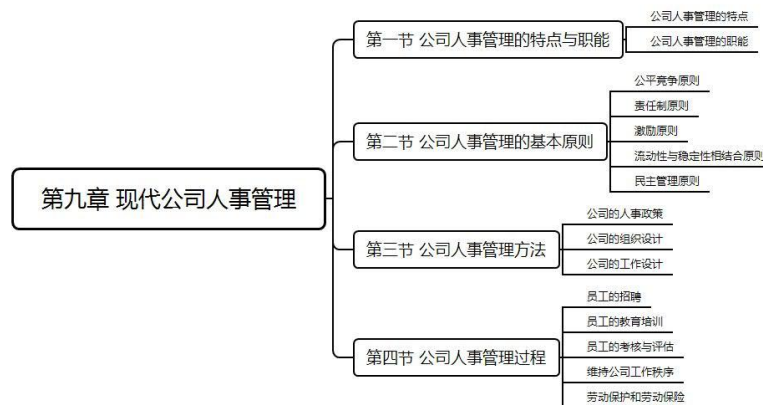 第九章 现代公司人事管理
第一节 公司人事管理的特点与职能
公司人事管理的特点
公司人事管理的职能
第二节 公司人事管理的基本原则
公平竞争原则
责任制原则
激励原则
流动性与稳定性相结合原则
民主管理原则
第三节 公司人事管理方法
公司的人事政策
公司的组织设计
公司的工作设计
第四节 公司人事管理过程
员工的招聘
员工的教育培训
员工的考核与评估
维持公司工作秩序
劳动保护和劳动保险